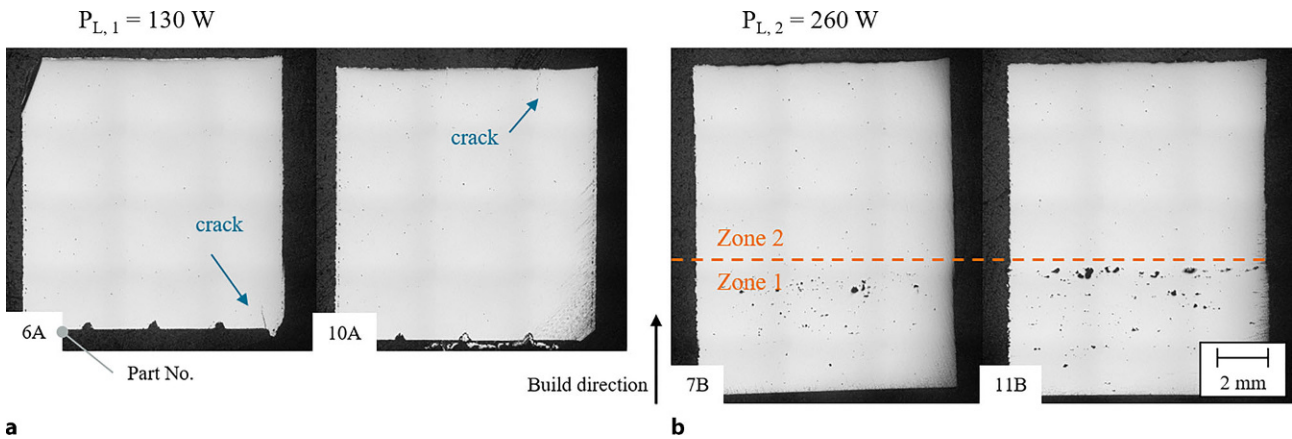 P_L, 1 = 130 W
P_L, 2 = 260 W
crack
crack
Zone 2
Zone 1
6A
10A
7B
11B
2 mm
Part No.
Build direction
a
b